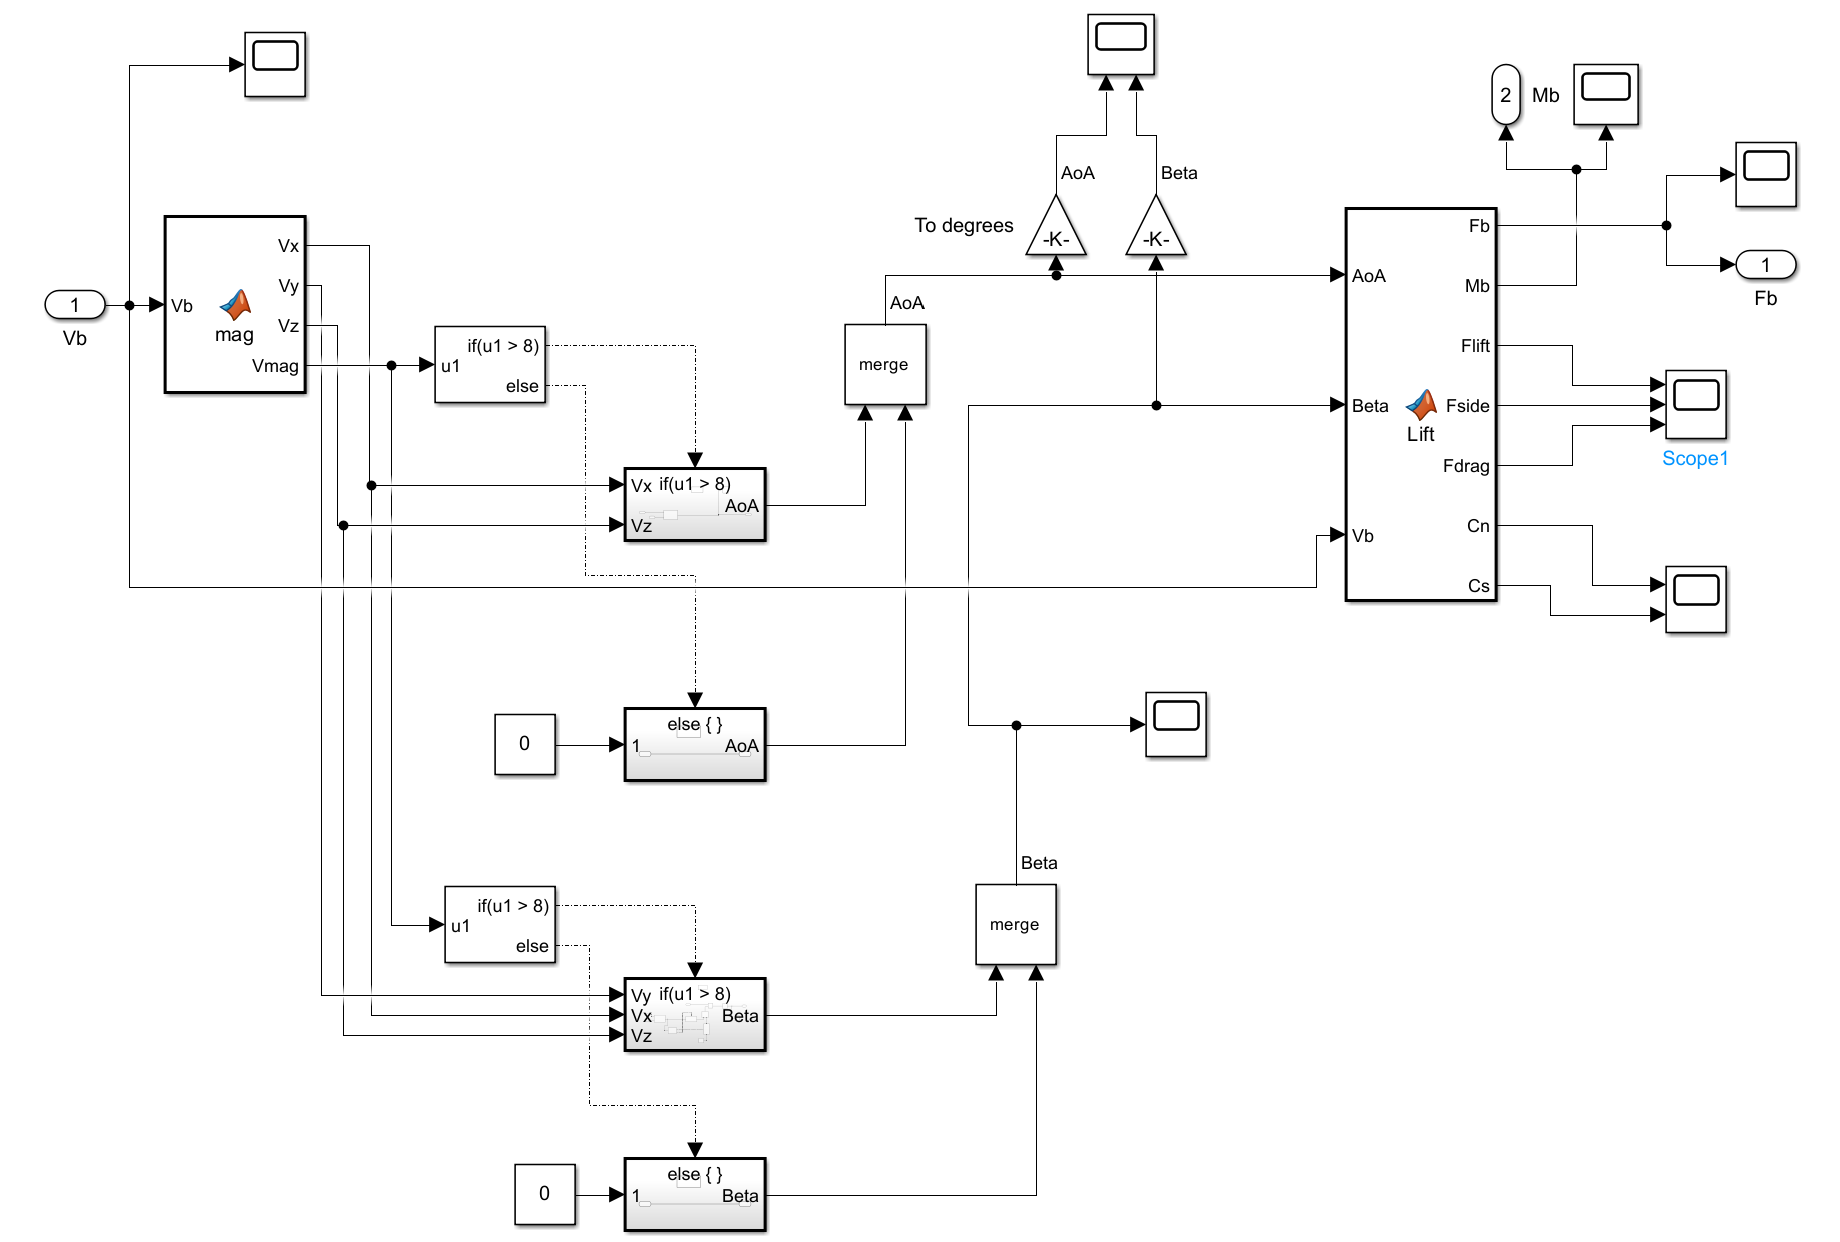 2
Mb
AoA
Beta
To degrees
-K-
-K-
Vx
Vy
Vz
Vmag
Vb
mag
1
Vb
Fb
Mb
Flift
Fside
Fdrag
Cn
Cs
AoA
Beta
Vb
Lift
1
Fb
Scope1
AoA
merge
if(u1 > 8)
u1
else
Vx
if(u1 > 8)
AoA
Vz
0
else { }
1
AoA
Beta
merge
if(u1 > 8)
u1
else
Vy
if(u1 > 8)
Vx
Beta
Vz
0
else { }
1
Beta